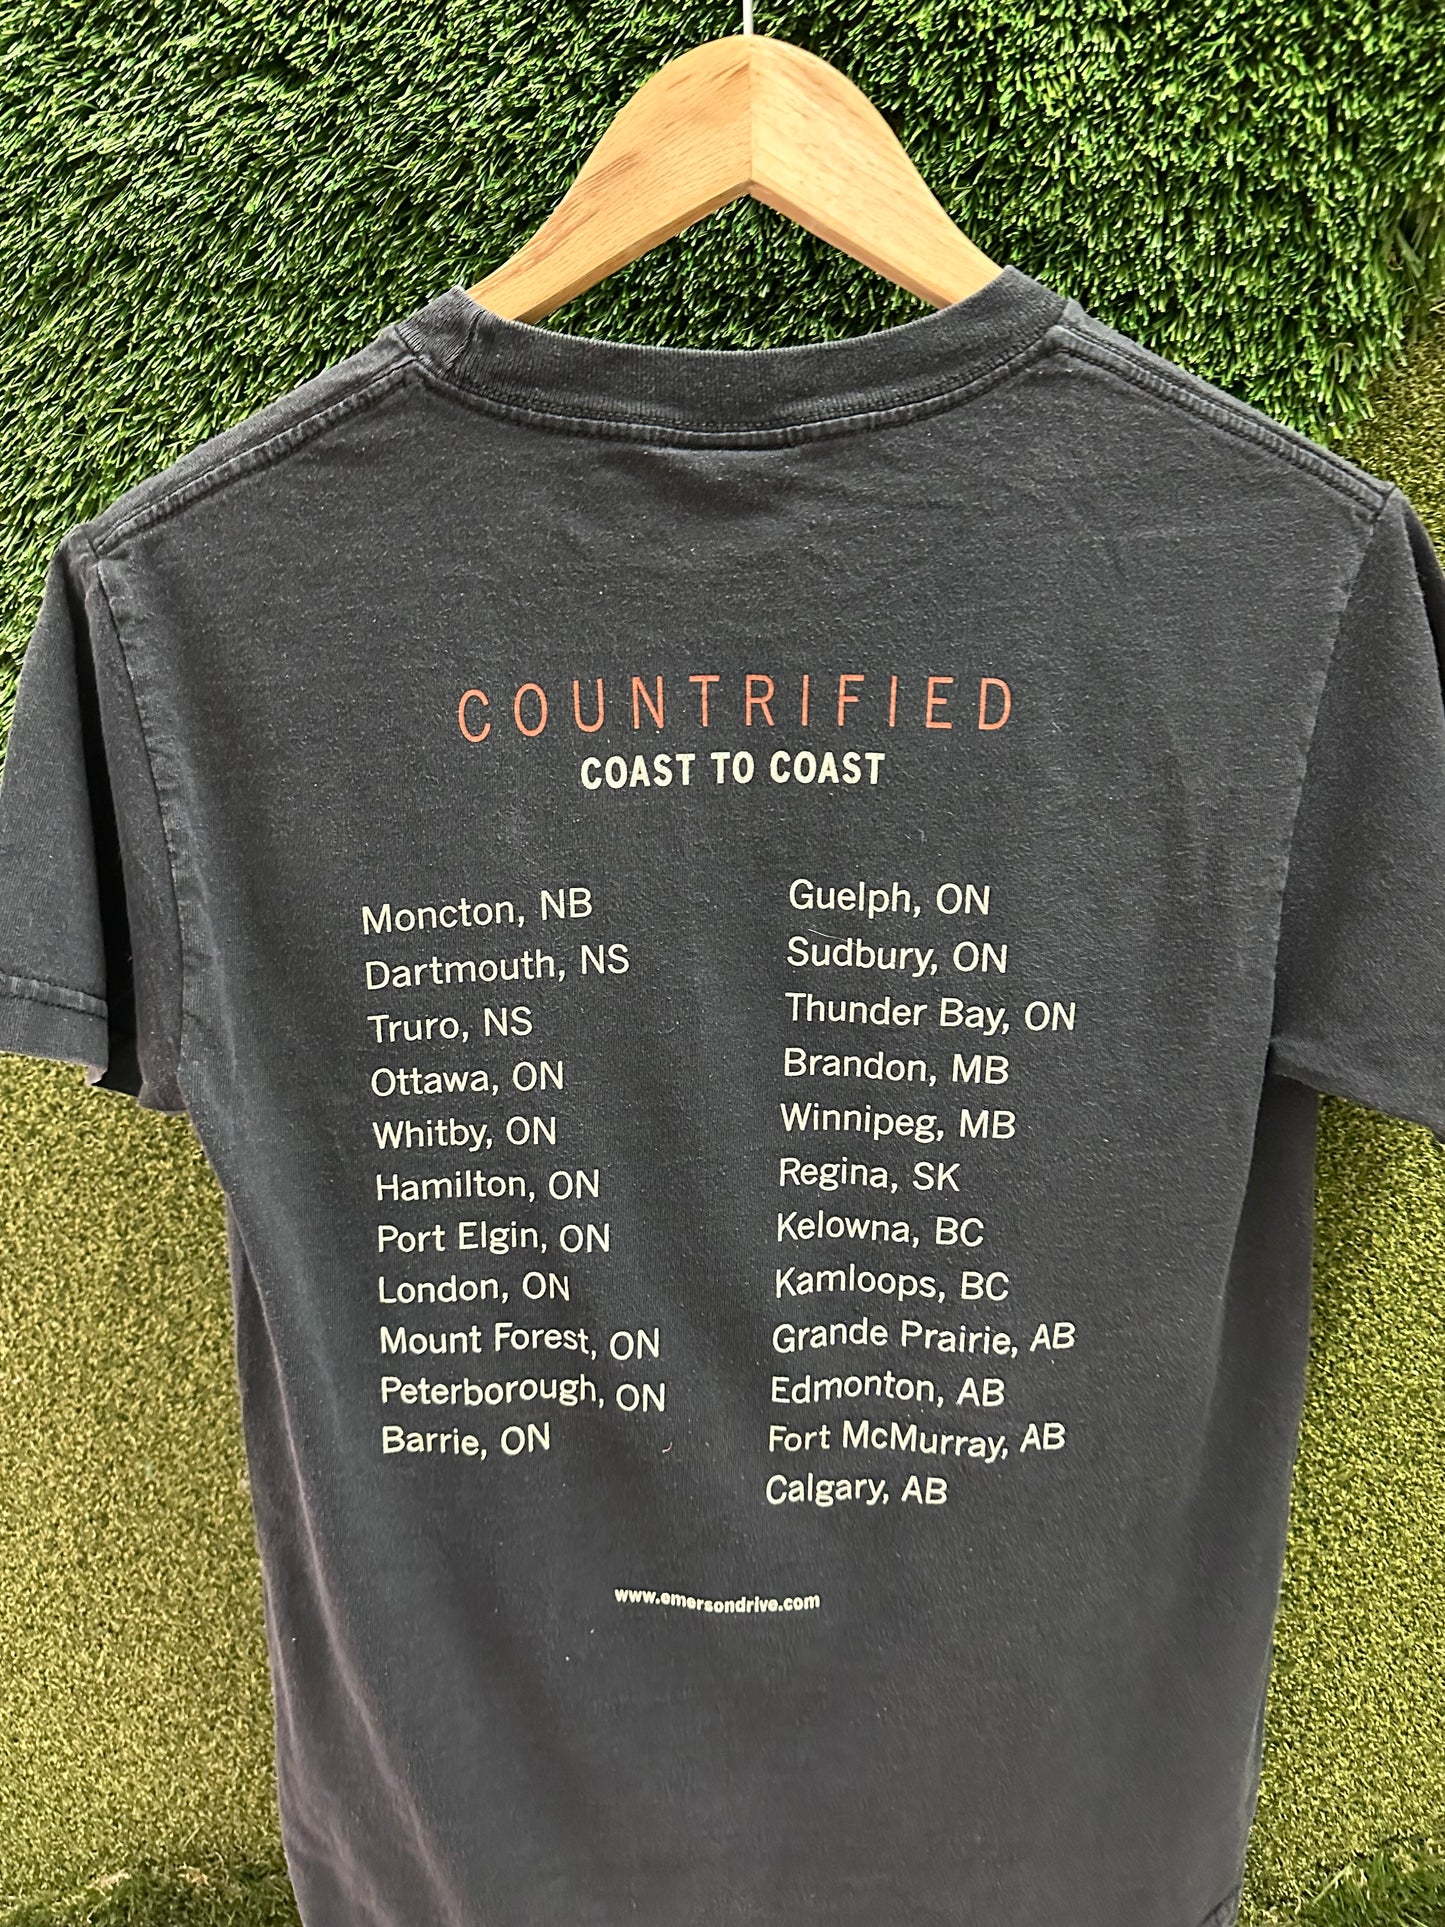 COUNTRIFIED
COAST TO COAST
Moncton, NB
Dartmouth, NS
Truro, NS
Ottawa, ON
Whitby, ON
Hamilton, ON
Port Elgin, ON
London, ON
Mount Forest, ON
Peterborough, ON
Barrie, ON
Guelph, ON
Sudbury, ON
Thunder Bay, ON
Brandon, MB
Winnipeg, MB
Regina, SK
Kelowna, BC
Kamloops, BC
Grande Prairie, AB
Edmonton, AB
Fort McMurray, AB
Calgary, AB
www.emersondrive.com